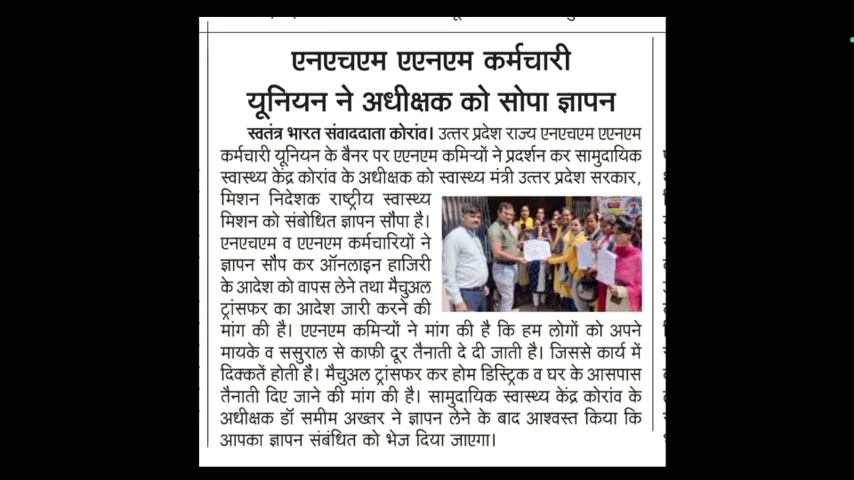 एनएचएम एएनएम कर्मचारी
यूनियन ने अधीक्षक को सोपा ज्ञापन
स्वतंत्र भारत संवाददाता कोरांव। उत्तर प्रदेश राज्य एनएचएम एएनएम
कर्मचारी यूनियन के बैनर पर एएनएम कमिऱ्यों ने प्रदर्शन कर सामुदायिक
स्वास्थ्य केंद्र कोरांव के अधीक्षक को स्वास्थ्य मंत्री उत्तर प्रदेश सरकार,
मिशन निदेशक राष्ट्रीय स्वास्थ्य
मिशन को संबोधित ज्ञापन सौपा है।
एनएचएम व एएनएम कर्मचारियों ने
ज्ञापन सौप कर ऑनलाइन हाजिरी
के आदेश को वापस लेने तथा मैचुअल
ट्रांसफर का आदेश जारी करने की
मांग की है। एएनएम कमिऱ्यों ने मांग की है कि हम लोगों को अपने
मायके व ससुराल से काफी दूर तैनाती दे दी जाती है। जिससे कार्य में
दिक्कतें होती है। मैचुअल ट्रांसफर कर होम डिस्ट्रिक व घर के आसपास
तैनाती दिए जाने की मांग की है। सामुदायिक स्वास्थ्य केंद्र कोरांव के
अधीक्षक डॉ समीम अख्तर ने ज्ञापन लेने के बाद आश्वस्त किया कि
आपका ज्ञापन संबंधित को भेज दिया जाएगा।